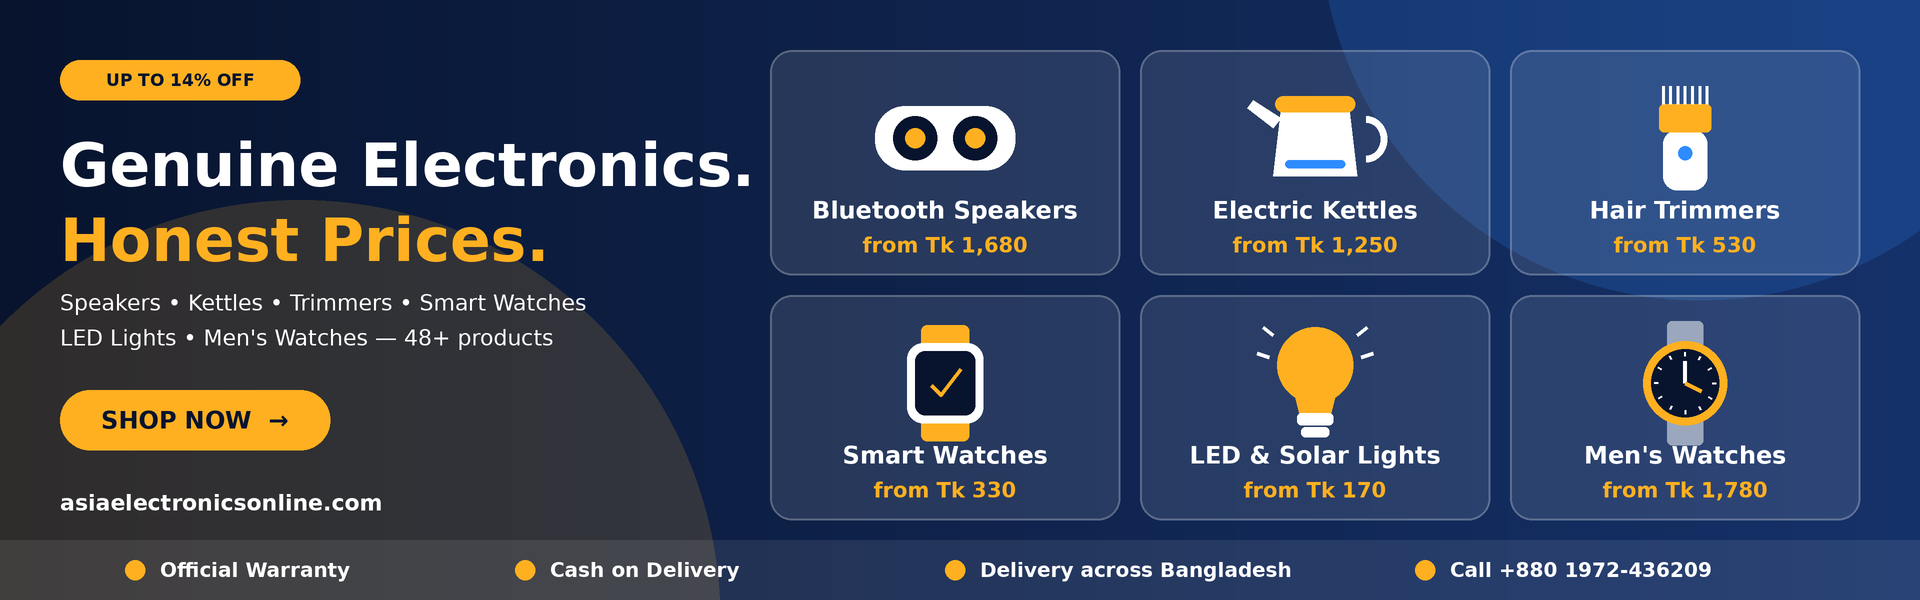 UP TO 14% OFF
Genuine Electronics.
Honest Prices.
Speakers • Kettles • Trimmers • Smart Watches
LED Lights • Men's Watches — 48+ products
SHOP NOW →
asiaelectronicsonline.com
Bluetooth Speakers
from Tk 1,680
Electric Kettles
from Tk 1,250
Hair Trimmers
from Tk 530
Smart Watches
from Tk 330
LED & Solar Lights
from Tk 170
Men's Watches
from Tk 1,780
Official Warranty
Cash on Delivery
Delivery across Bangladesh
Call +880 1972-436209